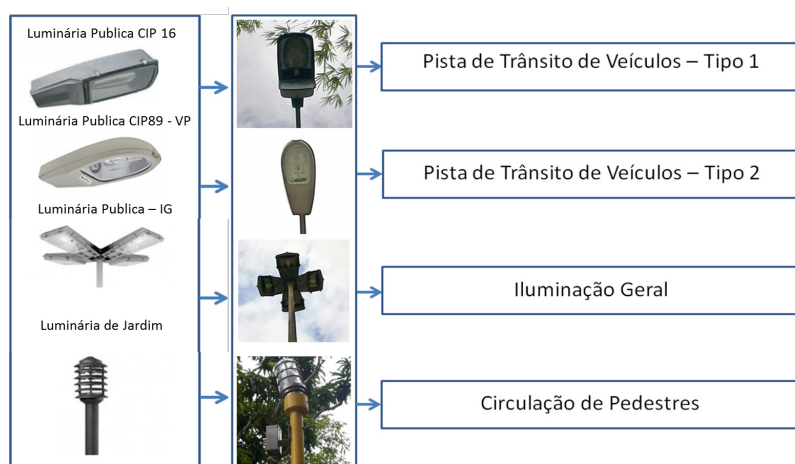 Luminária Publica CIP 16
Pista de Trânsito de Veículos – Tipo 1
Luminária Publica CIP89 - VP
Pista de Trânsito de Veículos – Tipo 2
Luminária Publica – IG
Iluminação Geral
Luminária de Jardim
Circulação de Pedestres